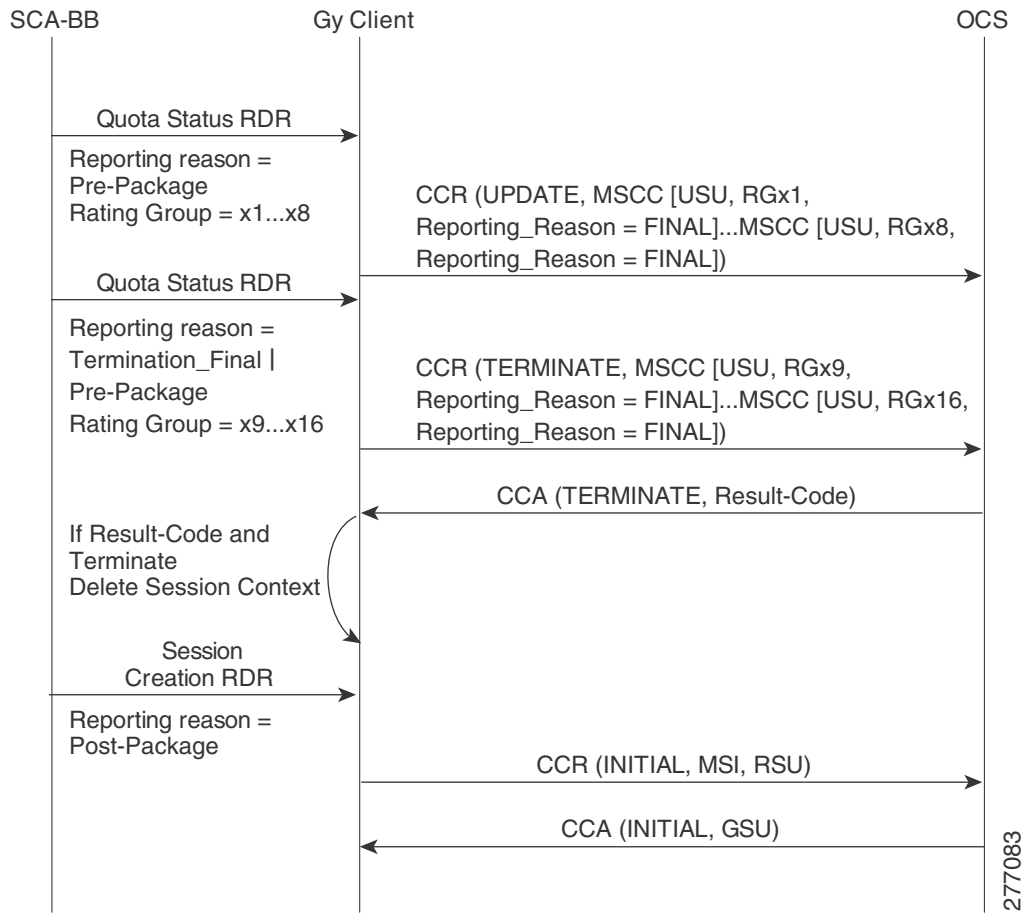 SCA-BB
Gy Client
OCS
Quota Status RDR
Reporting reason =
Pre-Package
Rating Group = x1...x8
CCR (UPDATE, MSCC [USU, RGx1,
Reporting_Reason = FINAL]...MSCC [USU, RGx8,
Reporting_Reason = FINAL])
Quota Status RDR
Reporting reason =
Termination_Final |
Pre-Package
Rating Group = x9...x16
CCR (TERMINATE, MSCC [USU, RGx9,
Reporting_Reason = FINAL]...MSCC [USU, RGx16,
Reporting_Reason = FINAL])
CCA (TERMINATE, Result-Code)
If Result-Code and
Terminate
Delete Session Context
Session
Creation RDR
Reporting reason =
Post-Package
CCR (INITIAL, MSI, RSU)
CCA (INITIAL, GSU)
277083